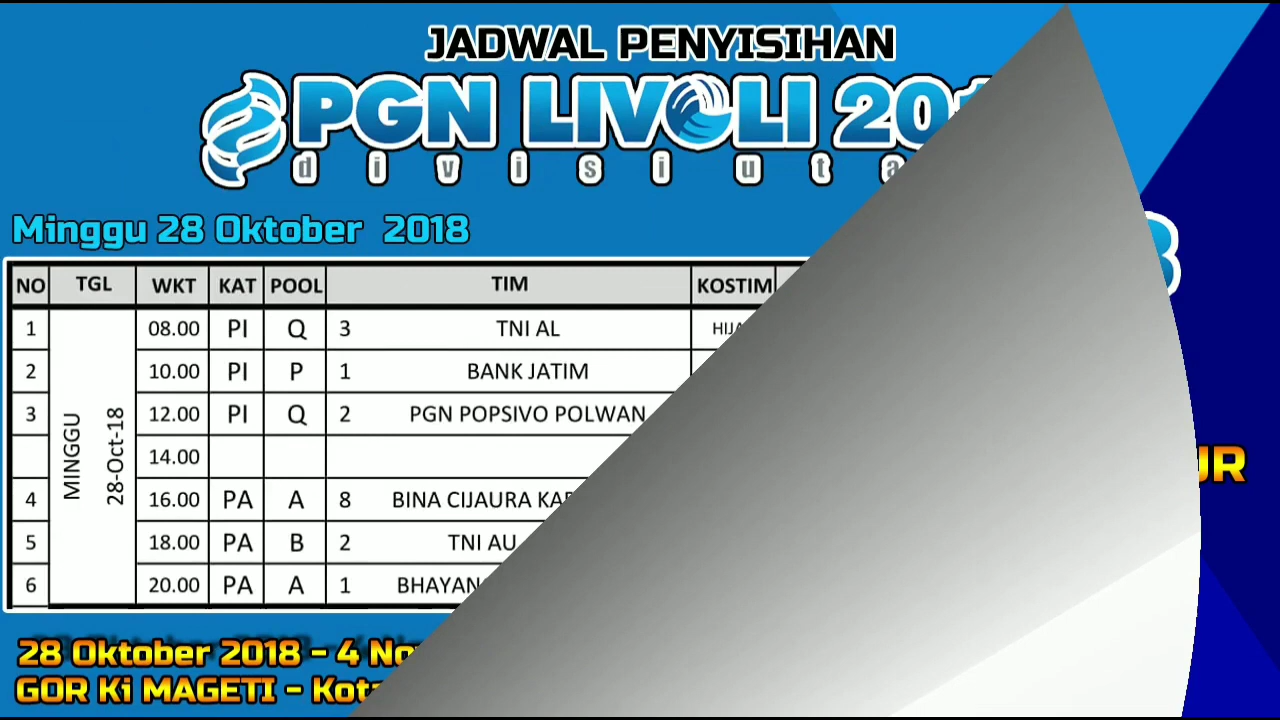 JADWAL PENYISIHAN
PGN LIVOLI
divisi
Minggu 28 Oktober 2018
NO TGL WKT KAT POOL TIM KOSTIM
MINGGU 28-Oct-18
1 08.00 PI Q 3 TNI AL
2 10.00 PI P 1 BANK JATIM
3 12.00 PI Q 2 PGN POPSIVO POLWAN
14.00
4 16.00 PA A 8 BINA CIJAURA
5 18.00 PA B 2 TNI AU
6 20.00 PA A 1
28 Oktober 2018 - 4
GOR Ki MAGETI -